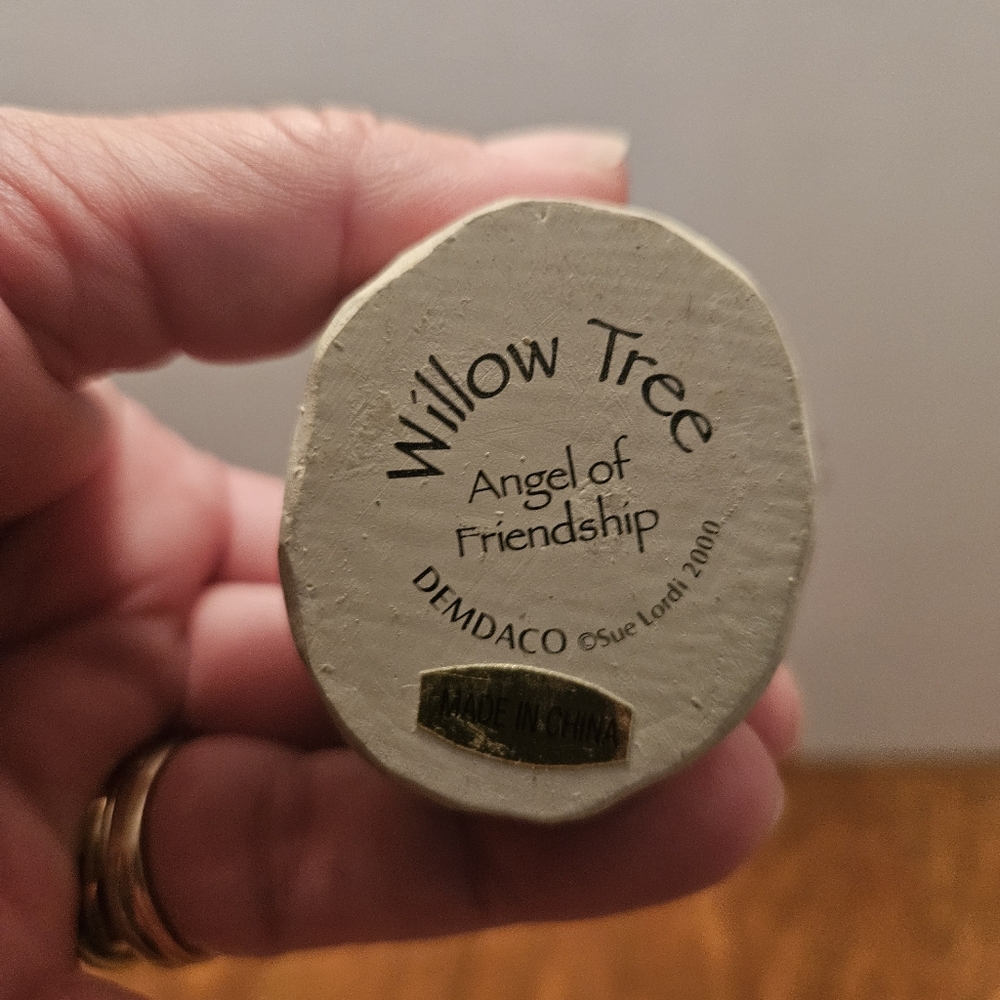 Willow Tree
Angel of
Friendship
DEMDACO ©Sue Lordi 2000
MADE IN CHINA